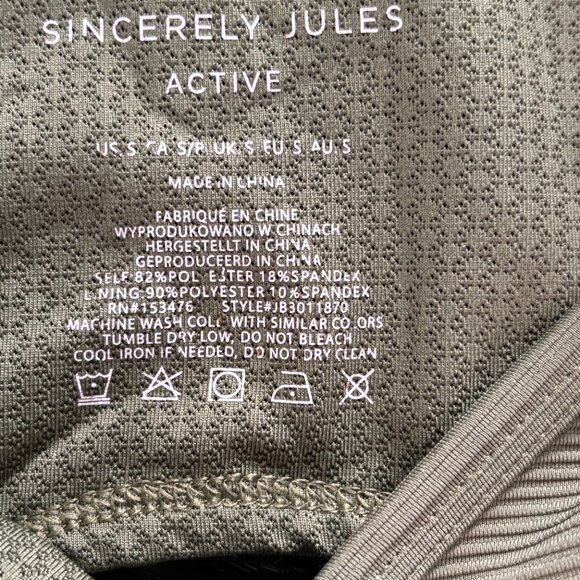 SINCERELY JULES
ACTIVE
US. S CA. S/P UK. S EU. S AU. S
MADE IN CHINA
FABRIQUÉ EN CHINE
WYPRODUKOWANO W CHINACH
HERGESTELLT IN CHINA
GEPRODUCEERD IN CHINA
SELF:82%POLYESTER 18%SPANDEX
LINING:90%POLYESTER 10%SPANDEX
RN#153476 STYLE#JB3011870
MACHINE WASH COLD WITH SIMILAR COLORS
TUMBLE DRY LOW, DO NOT BLEACH
COOL IRON IF NEEDED, DO NOT DRY CLEAN